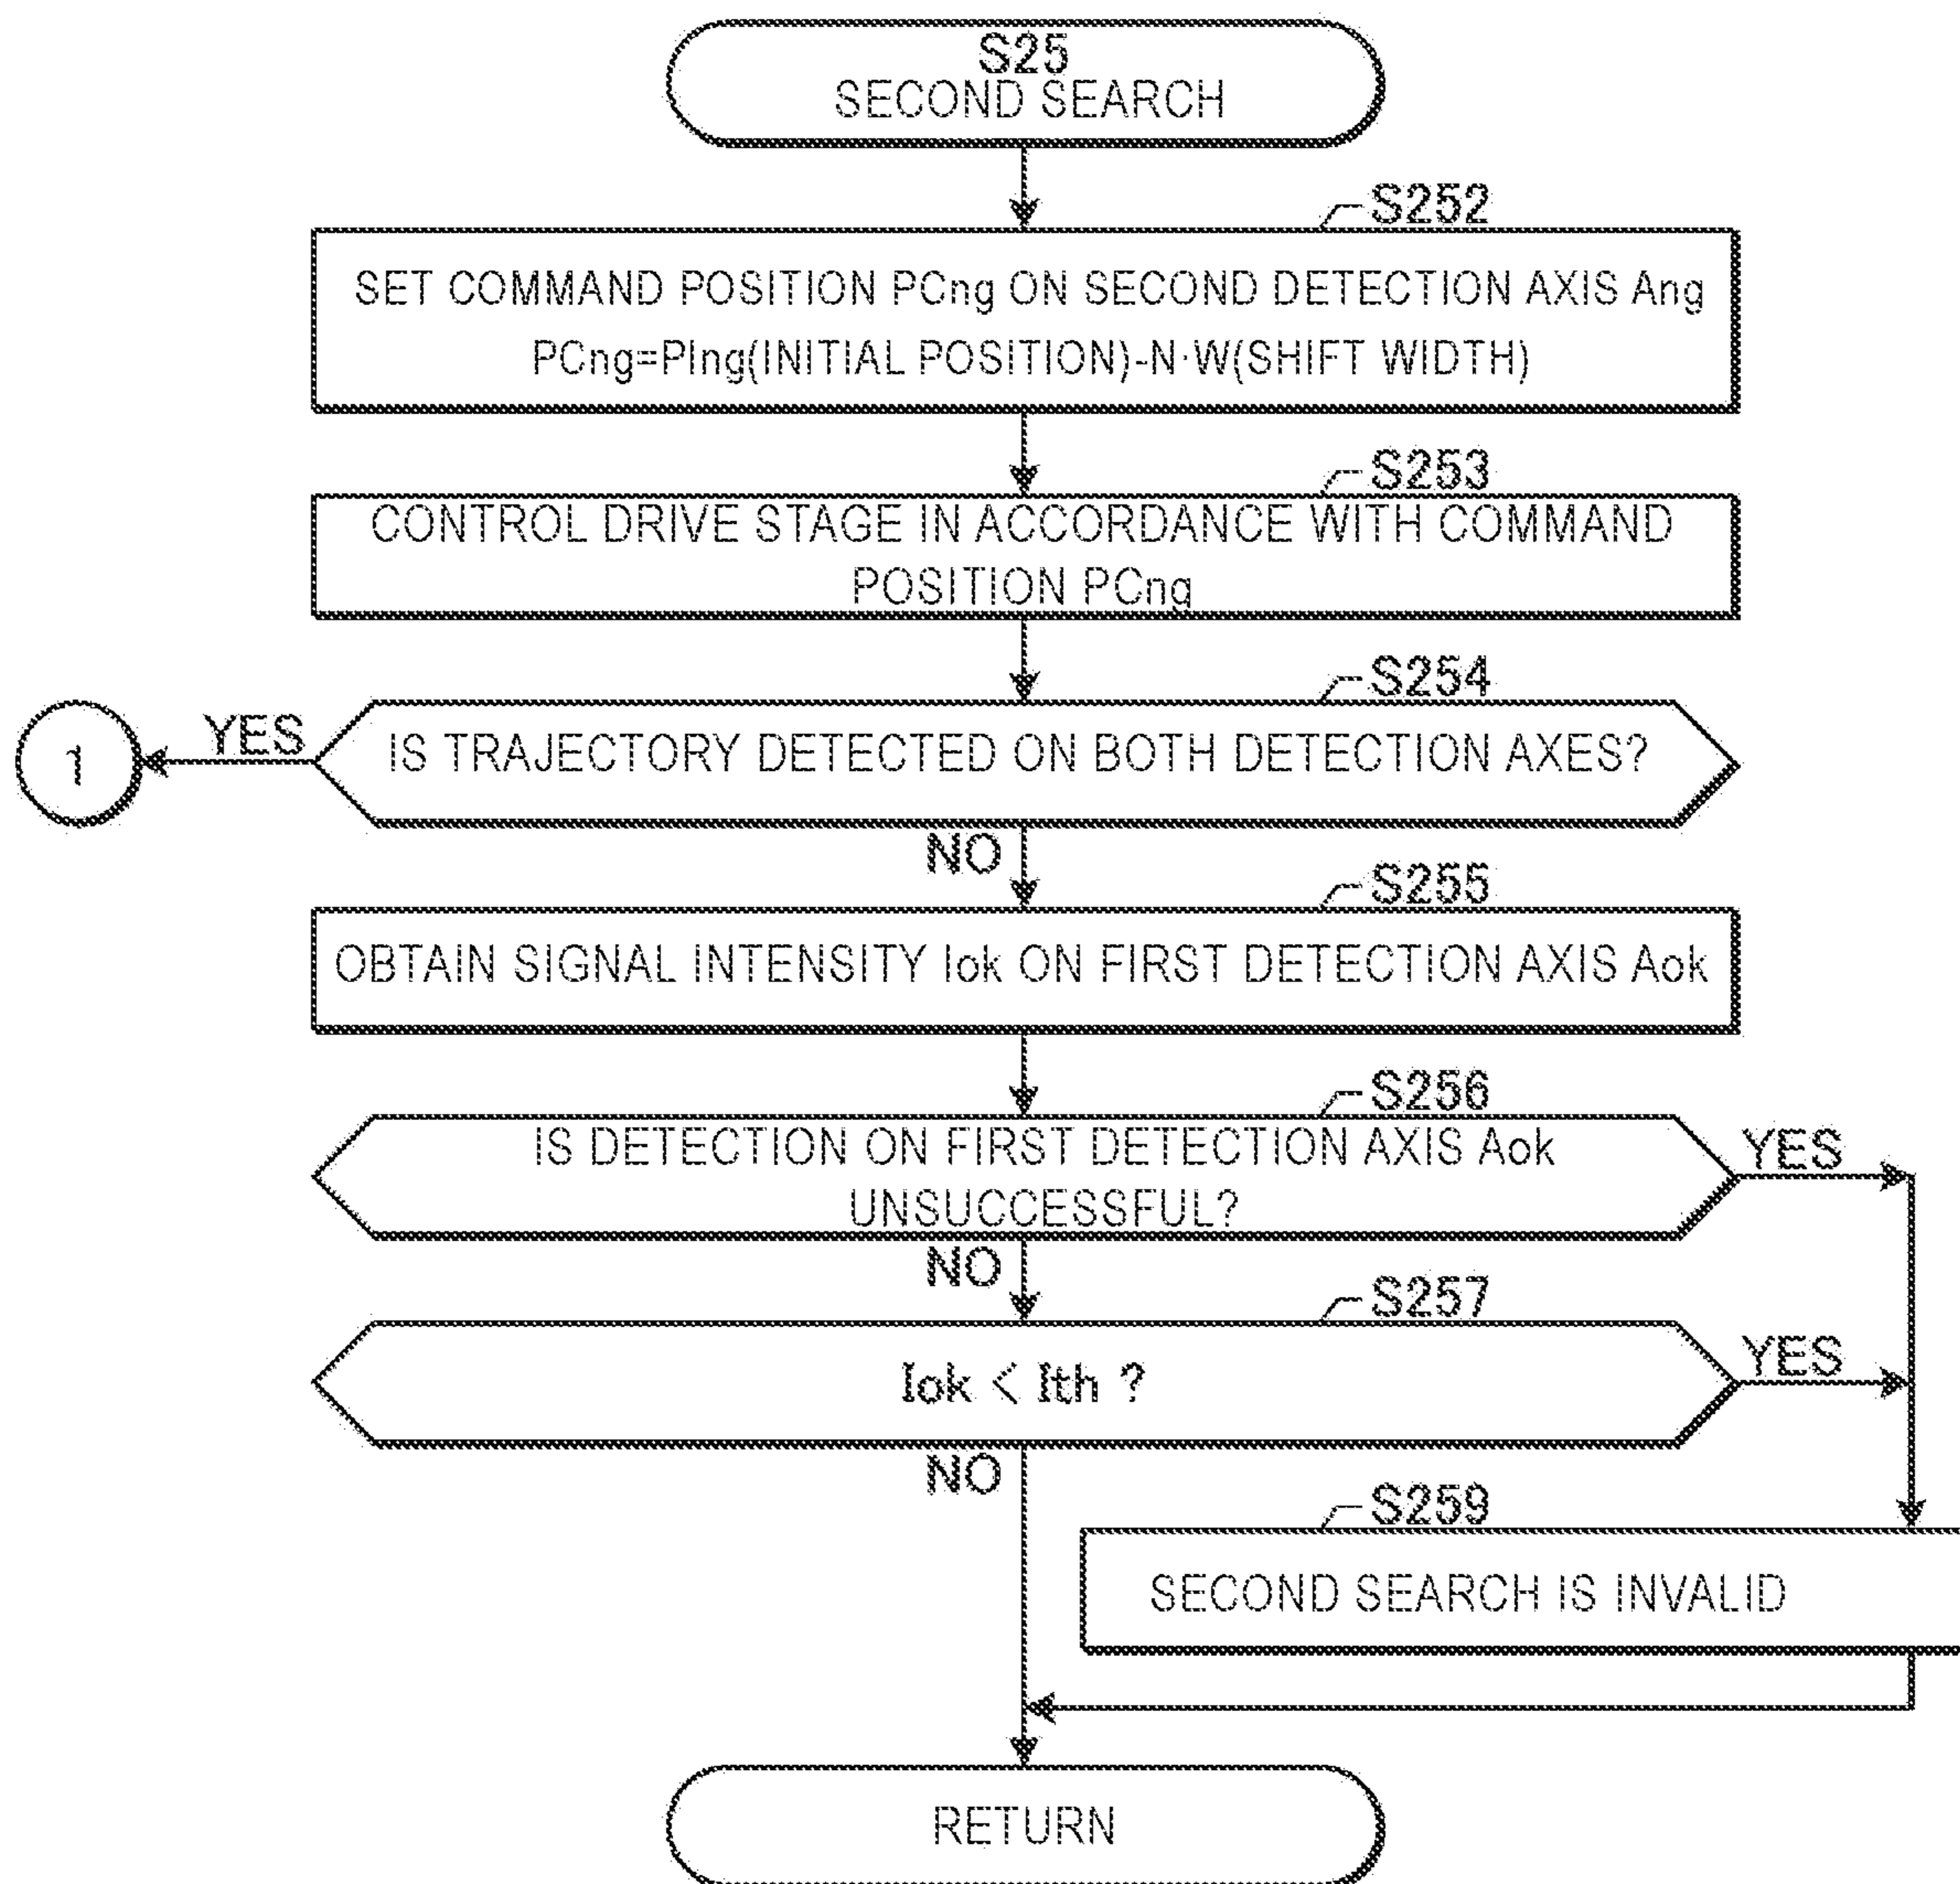 S25
SECOND SEARCH
S252
SET COMMAND POSITION PCng ON SECOND DETECTION AXIS Ang
PCng=PIng(INITIAL POSITION)-N·W(SHIFT WIDTH)
S253
CONTROL DRIVE STAGE IN ACCORDANCE WITH COMMAND
POSITION PCng
S254
1
YES
IS TRAJECTORY DETECTED ON BOTH DETECTION AXES?
NO
S255
OBTAIN SIGNAL INTENSITY Iok ON FIRST DETECTION AXIS Aok
S256
IS DETECTION ON FIRST DETECTION AXIS Aok
UNSUCCESSFUL?
YES
NO
S257
Iok < Ith ?
YES
NO
S259
SECOND SEARCH IS INVALID
RETURN